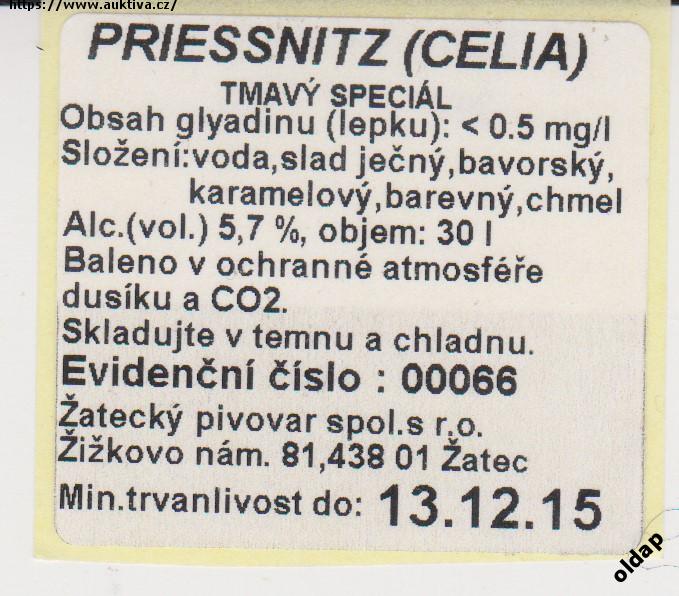 https://www.auktiva.cz/
PRIESSNITZ (CELIA)
TMAVÝ SPECIÁL
Obsah glyadinu (lepku): < 0.5 mg/l
Složení:voda,slad ječný,bavorský,
karamelový,barevný,chmel
Alc.(vol.) 5,7 %, objem: 30 l
Baleno v ochranné atmosféře
dusíku a CO2.
Skladujte v temnu a chladnu.
Evidenční číslo : 00066
Žatecký pivovar spol.s r.o.
Žižkovo nám. 81,438 01 Žatec
Min.trvanlivost do: 13.12.15
oldap